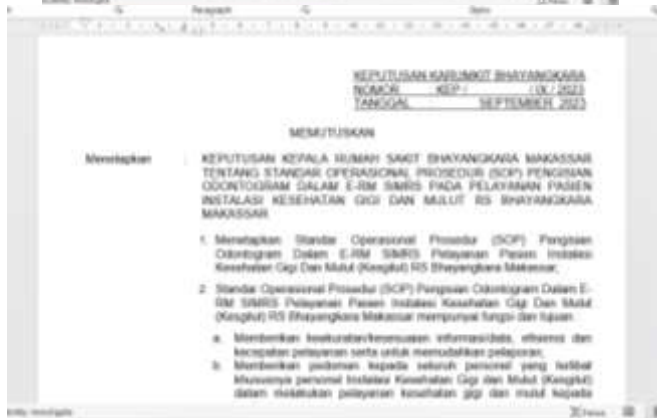 Paragraph
KEPUTUSAN KARUMKIT BHAYANGKARA
NOMOR : KEP / / IX / 2023
TANGGAL SEPTEMBER 2023
MEMUTUSKAN
Menetapkan : KEPUTUSAN KEPALA RUMAH SAKIT BHAYANGKARA MAKASSAR
TENTANG STANDAR OPERASIONAL PROSEDUR (SOP) PENGISIAN
ODONTOGRAM DALAM E-RM SIMRS PADA PELAYANAN PASIEN
INSTALASI KESEHATAN GIGI DAN MULUT RS BHAYANGKARA
MAKASSAR
1. Menetapkan Standar Operasional Prosedur (SOP) Pengisian
Odontogram Dalam E-RM SIMRS Pelayanan Pasien Instalasi
Kesehatan Gigi Dan Mulut (Kesgilut) RS Bhayangkara Makassar;
2. Standar Operasional Prosedur (SOP) Pengisian Odontogram Dalam E-
RM SIMRS Pelayanan Pasien Instalasi Kesehatan Gigi Dan Mulut
(Kesgilut) RS Bhayangkara Makassar mempunyai fungsi dan tujuan:
a. Memberikan keakuratan/kesesuaian informasi/data, efisiensi dan
kecepatan pelayanan serta untuk memudahkan pelaporan;
b. Memberikan pedoman kepada seluruh personel yang terlibat
khususnya personel Instalasi Kesehatan Gigi dan Mulut (Kesgilut)
dalam melakukan pelayanan kesehatan gigi dan mulut kepada
Focus